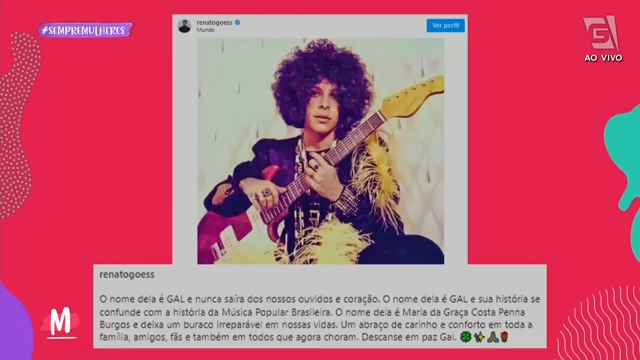 #SEMPREMULHERES
renatogoess
Mundo
Ver perfil
G
AO VIVO
renatogoess
O nome dela é GAL e nunca saíra dos nossos ouvidos e coração. O nome dela é GAL e sua história se
confunde com a história da Música Popular Brasileira. O nome dela é Maria da Graça Costa Penna
Burgos e deixa um buraco irreparável em nossas vidas. Um abraço de carinho e conforto em toda a
família, amigos, fãs e também em todos que agora choram. Descanse em paz Gal. 🍀✨🙏🏽🌹
M